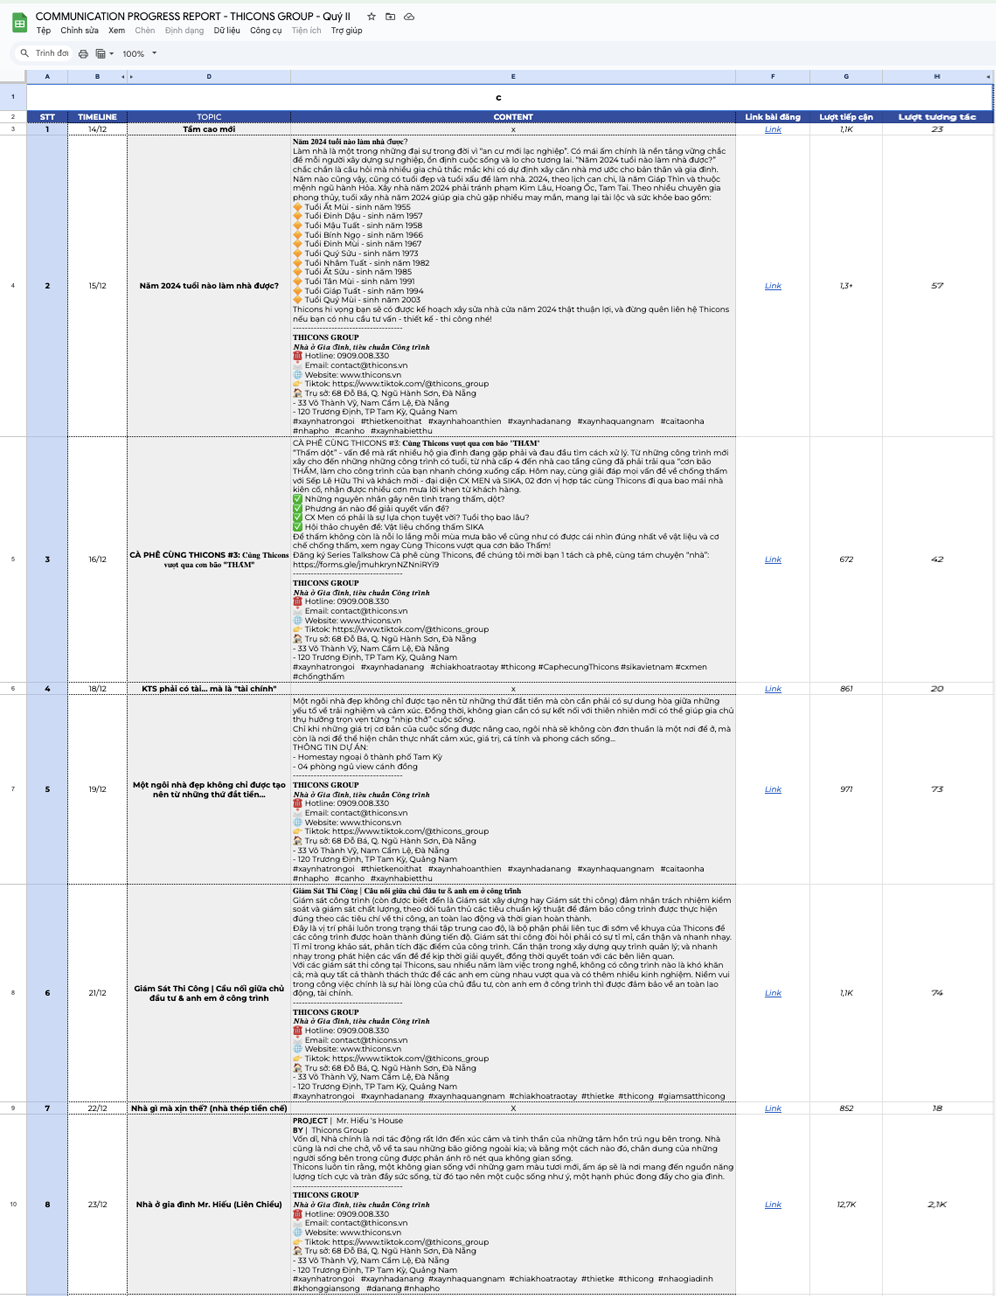 COMMUNICATION PROGRESS REPORT - THICONS GROUP - Quý II
Tệp Chỉnh sửa Xem Chèn Định dạng Dữ liệu Công cụ Tiện ích Trợ giúp
Trình đơn 100%
A B D E F G H
1 c
2 STT TIMELINE TOPIC CONTENT Link bài đăng Lượt tiếp cận Lượt tương tác
3 1 14/12 Tầm cao mới x Link 1,1K 23
Năm 2024 tuổi nào làm nhà được?
Làm nhà là một trong những đại sự trong đời vì "an cư mới lạc nghiệp". Có mái ấm chính là nền tảng vững chắc
để mỗi người xây dựng sự nghiệp, ổn định cuộc sống và lo cho tương lai. "Năm 2024 tuổi nào làm nhà được?"
chắc chắn là câu hỏi mà nhiều gia chủ thắc mắc khi có dự định xây căn nhà mơ ước cho bản thân và gia đình.
Năm nào cũng vậy, cũng có tuổi đẹp và tuổi xấu để làm nhà. 2024, theo lịch can chi, là năm Giáp Thìn và thuộc
mệnh ngũ hành Hỏa. Xây nhà năm 2024 phải tránh phạm Kim Lâu, Hoang Ốc, Tam Tai. Theo nhiều chuyên gia
phong thủy, tuổi xây nhà năm 2024 giúp gia chủ gặp nhiều may mắn, mang lại tài lộc và sức khỏe bao gồm:
🔶 Tuổi Ất Mùi - sinh năm 1955
🔶 Tuổi Đinh Dậu - sinh năm 1957
🔶 Tuổi Mậu Tuất - sinh năm 1958
🔶 Tuổi Bính Ngọ - sinh năm 1966
🔶 Tuổi Đinh Mùi - sinh năm 1967
🔶 Tuổi Quý Sửu - sinh năm 1973
🔶 Tuổi Nhâm Tuất - sinh năm 1982
🔶 Tuổi Ất Sửu - sinh năm 1985
4 2 15/12 Năm 2024 tuổi nào làm nhà được? Link 1,3+ 57
🔶 Tuổi Tân Mùi - sinh năm 1991
🔶 Tuổi Giáp Tuất - sinh năm 1994
🔶 Tuổi Quý Mùi - sinh năm 2003
Thicons hi vọng bạn sẽ có được kế hoạch xây sửa nhà cửa năm 2024 thật thuận lợi, và đừng quên liên hệ Thicons
nếu bạn có nhu cầu tư vấn - thiết kế - thi công nhé!
------------------------------------
THICONS GROUP
Nhà ở Gia đình, tiêu chuẩn Công trình
☎️ Hotline: 0909.008.330
📩 Email: contact@thicons.vn
🌐 Website: www.thicons.vn
👉 Tiktok: https://www.tiktok.com/@thicons_group
🏠 Trụ sở: 68 Đỗ Bá, Q. Ngũ Hành Sơn, Đà Nẵng
- 33 Võ Thành Vỹ, Nam Cẩm Lệ, Đà Nẵng
- 120 Trương Định, TP Tam Kỳ, Quảng Nam
#xaynhatrongoi #thietkenoithat #xaynhahoanthien #xaynhadanang #xaynhaquangnam #caitaonha
#nhapho #canho #xaynhabietthu
CÀ PHÊ CÙNG THICONS #3: Cùng Thicons vượt qua cơn bão "THẤM"
"Thấm dột" - vấn đề mà rất nhiều hộ gia đình đang gặp phải và đau đầu tìm cách xử lý. Từ những công trình mới
xây cho đến những những công trình có tuổi, từ nhà cấp 4 đến nhà cao tầng cũng đã phải trải qua "cơn bão
THẤM, làm cho công trình của bạn nhanh chóng xuống cấp. Hôm nay, cùng giải đáp mọi vấn đề về chống thấm
với Sếp Lê Hữu Thi và khách mời - đại diện CX MEN và SIKA, 02 đơn vị hợp tác cùng Thicons đi qua bao mái nhà
kiên cố, nhận được nhiều cơn mưa lời khen từ khách hàng.
✅ Những nguyên nhân gây nên tình trạng thấm, dột?
✅ Phương án nào để giải quyết vấn đề?
✅ CX Men có phải là sự lựa chọn tuyệt vời? Tuổi thọ bao lâu?
✅ Hội thảo chuyên đề: Vật liệu chống thấm SIKA
Để thấm không còn là nỗi lo lắng mỗi mùa mưa bão về cũng như có được cái nhìn đúng nhất về vật liệu và cơ
chế chống thấm, xem ngay Cùng Thicons vượt qua cơn bão Thấm!
5 3 16/12 CÀ PHÊ CÙNG THICONS #3: Cùng Thicons vượt qua cơn bão "THẤM" Link 672 42
Đăng ký Series Talkshow Cà phê cùng Thicons, để chúng tôi mời bạn 1 tách cà phê, cùng tám chuyện "nhà":
https://forms.gle/jmuhkrynNZNniRYi9
------------------------------------
THICONS GROUP
Nhà ở Gia đình, tiêu chuẩn Công trình
☎️ Hotline: 0909.008.330
📩 Email: contact@thicons.vn
🌐 Website: www.thicons.vn
👉 Tiktok: https://www.tiktok.com/@thicons_group
🏠 Trụ sở: 68 Đỗ Bá, Q. Ngũ Hành Sơn, Đà Nẵng
- 33 Võ Thành Vỹ, Nam Cẩm Lệ, Đà Nẵng
- 120 Trương Định, TP Tam Kỳ, Quảng Nam
#xaynhatrongoi #xaynhadanang #chiakhoatraotay #thicong #CaphecungThicons #sikavietnam #cxmen
#chốngthấm
6 4 18/12 KTS phải có tài... mà là "tài chính" x Link 861 20
Một ngôi nhà đẹp không chỉ được tạo nên từ những thứ đắt tiền mà còn cần phải có sự dung hòa giữa những
yếu tố về trải nghiệm và cảm xúc. Đồng thời, không gian cần có sự kết nối với thiên nhiên mới có thể giúp gia chủ
thụ hưởng trọn vẹn từng "nhịp thở" cuộc sống.
Chỉ khi những giá trị cơ bản của cuộc sống được nâng cao, ngôi nhà sẽ không còn đơn thuần là một nơi để ở, mà
còn là nơi để thể hiện chân thực nhất cảm xúc, giá trị, cá tính và phong cách sống...
THÔNG TIN DỰ ÁN:
- Homestay ngoại ô thành phố Tam Kỳ
- 04 phòng ngủ view cánh đồng
------------------------------------
7 5 19/12 Một ngôi nhà đẹp không chỉ được tạo nên từ những thứ đắt tiền... Link 971 73
THICONS GROUP
Nhà ở Gia đình, tiêu chuẩn Công trình
☎️ Hotline: 0909.008.330
📩 Email: contact@thicons.vn
🌐 Website: www.thicons.vn
👉 Tiktok: https://www.tiktok.com/@thicons_group
🏠 Trụ sở: 68 Đỗ Bá, Q. Ngũ Hành Sơn, Đà Nẵng
- 33 Võ Thành Vỹ, Nam Cẩm Lệ, Đà Nẵng
- 120 Trương Định, TP Tam Kỳ, Quảng Nam
#xaynhatrongoi #thietkenoithat #xaynhahoanthien #xaynhadanang #xaynhaquangnam #caitaonha
#nhapho #canho #xaynhabietthu
Giám Sát Thi Công | Cầu nối giữa chủ đầu tư & anh em ở công trình
Giám sát công trình (còn được biết đến là Giám sát xây dựng hay Giám sát thi công) đảm nhận trách nhiệm kiểm
soát và giám sát chất lượng, theo dõi tuân thủ các tiêu chuẩn kỹ thuật để đảm bảo công trình được thực hiện
đúng theo các tiêu chí về thi công, an toàn lao động và thời gian hoàn thành.
Đây là vị trí phải luôn trong trạng thái tập trung cao độ, là bộ phận phải liên tục đi sớm về khuya của Thicons để
các công trình được hoàn thành đúng tiến độ. Giám sát thi công đòi hỏi phải có sự tỉ mỉ, cẩn thận và nhanh nhạy.
Tỉ mỉ trong khảo sát, phân tích đặc điểm của công trình. Cẩn thận trong xây dựng quy trình quản lý; và nhanh
nhạy trong phát hiện các vấn đề để kịp thời giải quyết, đồng thời quyết toán với các bên liên quan.
Với các giám sát thi công tại Thicons, sau nhiều năm làm việc trong nghề, không có công trình nào là khó khăn
cả; mà quy tất cả thành thách thức để các anh em cùng nhau vượt qua và có thêm nhiều kinh nghiệm. Niềm vui
trong công việc chính là sự hài lòng của chủ đầu tư, còn anh em ở công trình thì được đảm bảo về an toàn lao
động, tài chính.
8 6 21/12 Giám Sát Thi Công | Cầu nối giữa chủ đầu tư & anh em ở công trình Link 1,1K 74
------------------------------------
THICONS GROUP
Nhà ở Gia đình, tiêu chuẩn Công trình
☎️ Hotline: 0909.008.330
📩 Email: contact@thicons.vn
🌐 Website: www.thicons.vn
👉 Tiktok: https://www.tiktok.com/@thicons_group
🏠 Trụ sở: 68 Đỗ Bá, Q. Ngũ Hành Sơn, Đà Nẵng
- 33 Võ Thành Vỹ, Nam Cẩm Lệ, Đà Nẵng
- 120 Trương Định, TP Tam Kỳ, Quảng Nam
#xaynhatrongoi #xaynhadanang #xaynhaquangnam #chiakhoatraotay #thietke #thicong #giamsatthicong
9 7 22/12 Nhà gì mà xịn thế? (nhà thép tiền chế) X Link 852 18
PROJECT | Mr. Hiếu 's House
BY | Thicons Group
Vốn dĩ, Nhà chính là nơi tác động rất lớn đến xúc cảm và tinh thần của những tâm hồn trú ngụ bên trong. Nhà
cũng là nơi che chở, vỗ về ta sau những bão giông ngoài kia; và bằng một cách nào đó, chân dung của những
người sống bên trong cũng được phản ánh rõ nét qua không gian sống.
Thicons luôn tin rằng, một không gian sống với những gam màu tươi mới, ấm áp sẽ là nơi mang đến nguồn năng
lượng tích cực và tràn đầy sức sống, từ đó tạo nên một cuộc sống như ý, một hạnh phúc đong đầy cho gia đình.
------------------------------------
THICONS GROUP
10 8 23/12 Nhà ở gia đình Mr. Hiếu (Liên Chiểu) Link 12,7K 2,1K
Nhà ở Gia đình, tiêu chuẩn Công trình
☎️ Hotline: 0909.008.330
📩 Email: contact@thicons.vn
🌐 Website: www.thicons.vn
👉 Tiktok: https://www.tiktok.com/@thicons_group
🏠 Trụ sở: 68 Đỗ Bá, Q. Ngũ Hành Sơn, Đà Nẵng
- 33 Võ Thành Vỹ, Nam Cẩm Lệ, Đà Nẵng
- 120 Trương Định, TP Tam Kỳ, Quảng Nam
#xaynhatrongoi #xaynhadanang #xaynhaquangnam #chiakhoatraotay #thietke #thicong #nhaogiadinh
#khonggiansong #danang #nhapho